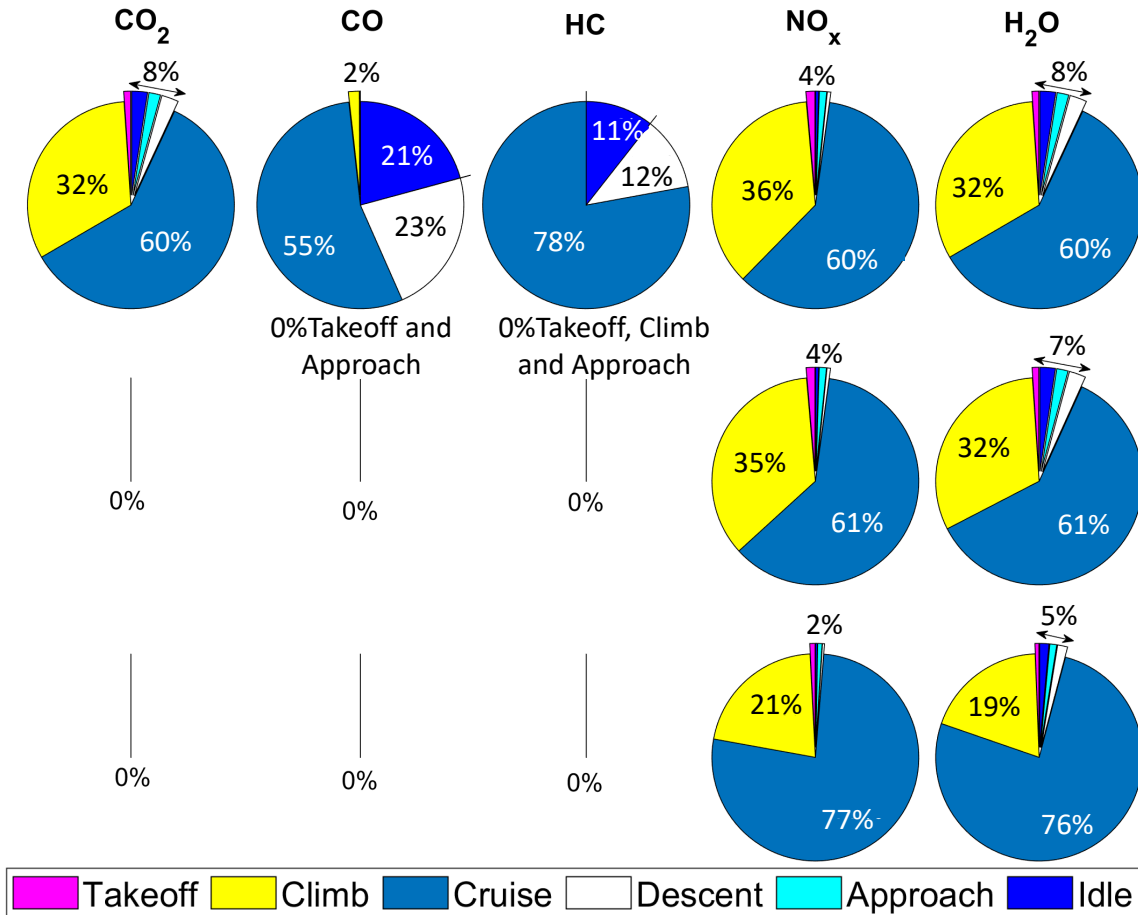 CO2 CO HC NOx H2O
8% 2% 4% 8%
32% 60%
21% 23% 55%
11% 12% 78%
36% 60%
32% 60%
0%Takeoff and
Approach
0%Takeoff, Climb
and Approach
4% 7%
35% 61%
32% 61%
0% 0% 0%
2% 5%
21% 77%
19% 76%
0% 0% 0%
Takeoff Climb Cruise Descent Approach Idle